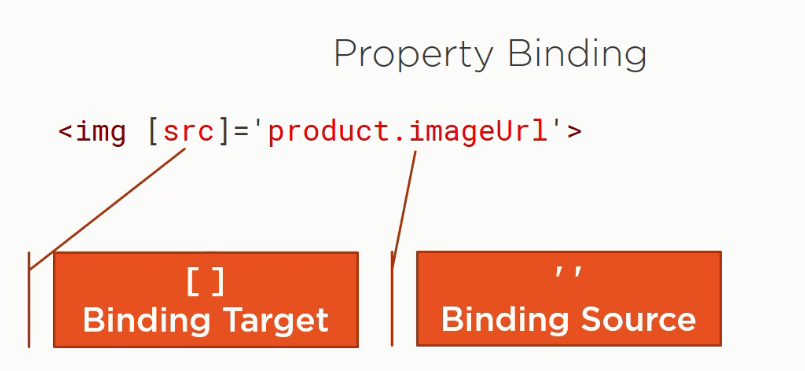 Property Binding
<img [src]='product.imageUrl'>
[ ]
Binding Target
' '
Binding Source